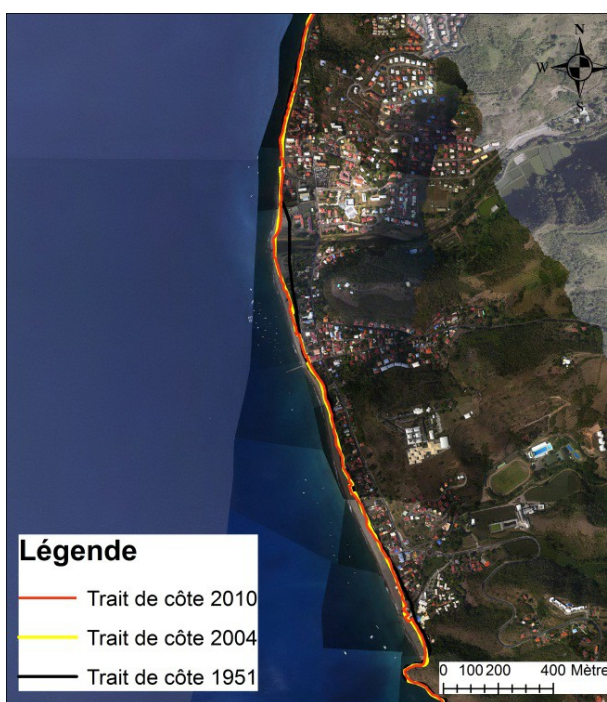 N
W
S
Légende
Trait de côte 2010
Trait de côte 2004
Trait de côte 1951
0 100 200 400 Mètre